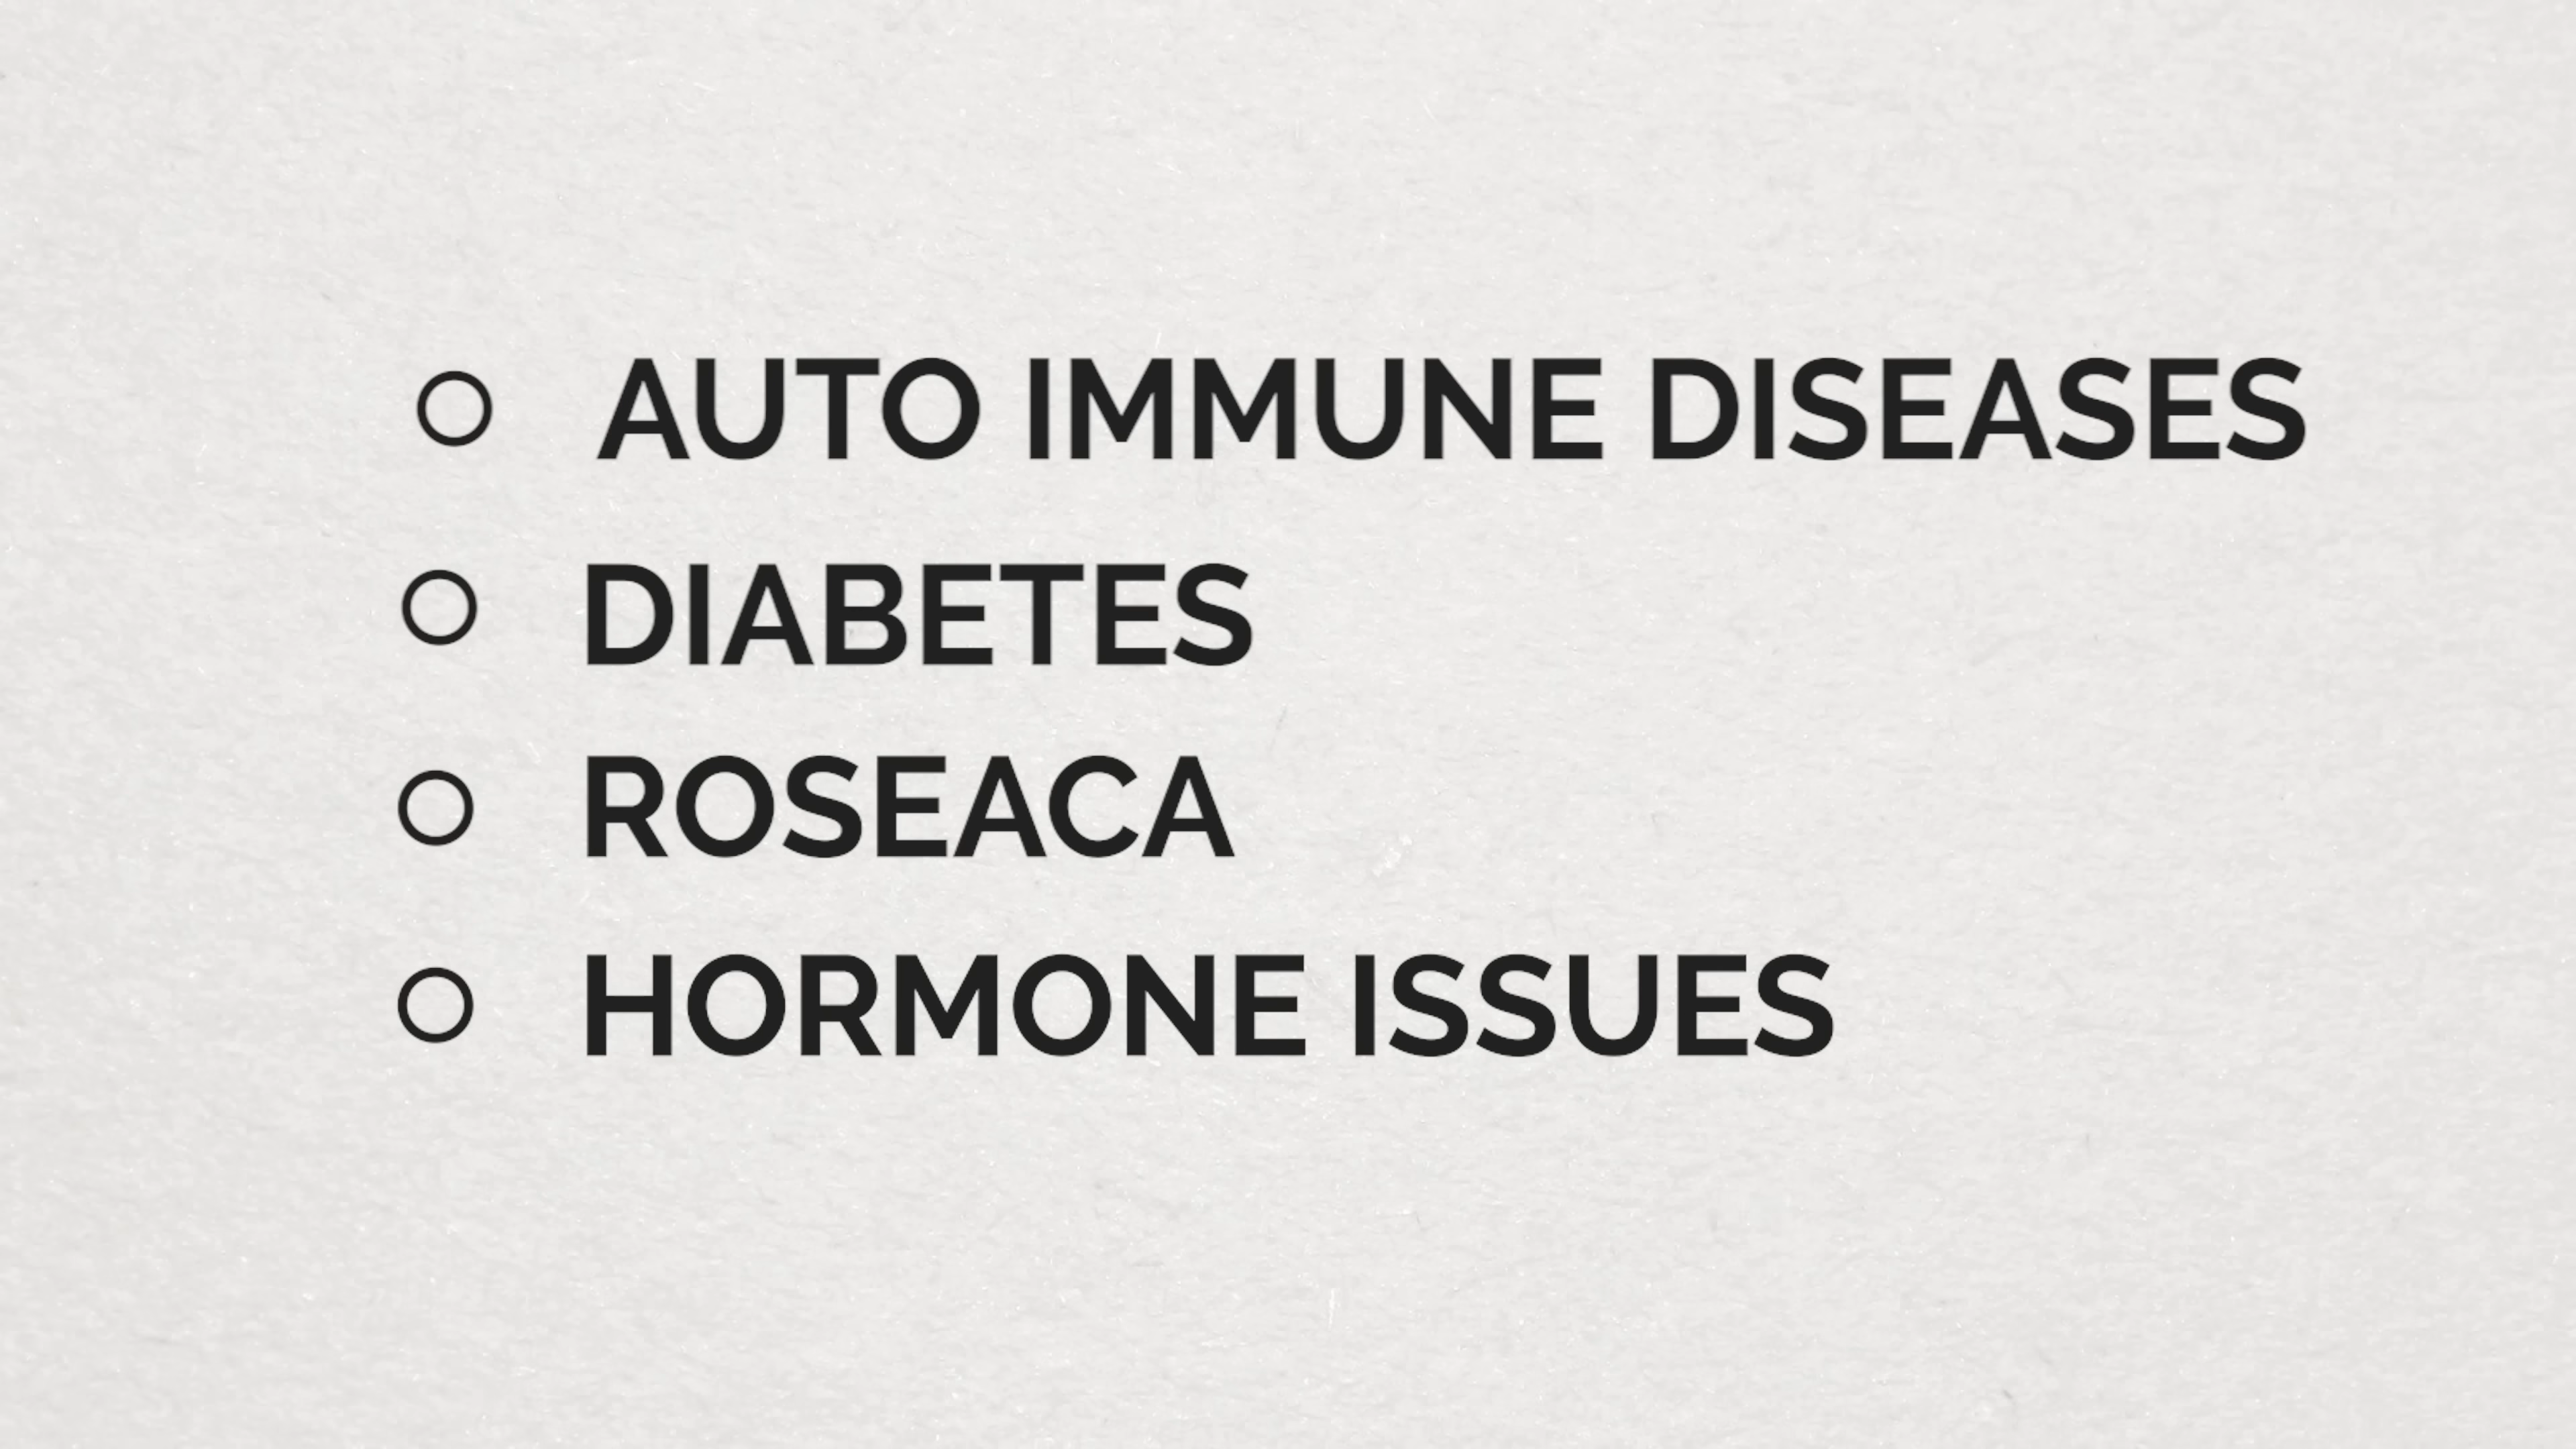 ○ AUTO IMMUNE DISEASES
○ DIABETES
○ ROSEACA
○ HORMONE ISSUES